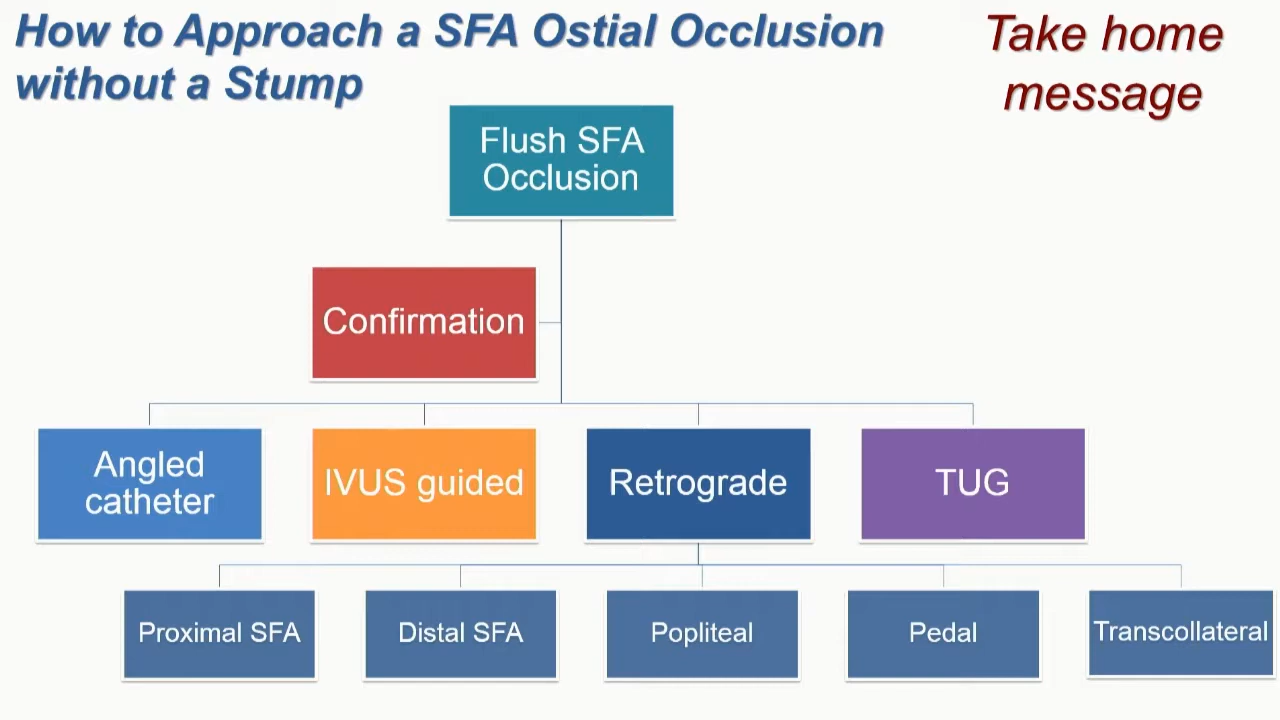 How to Approach a SFA Ostial Occlusion
without a Stump
Take home
message
Flush SFA
Occlusion
Confirmation
Angled
catheter
IVUS guided
Retrograde
TUG
Proximal SFA
Distal SFA
Popliteal
Pedal
Transcollateral